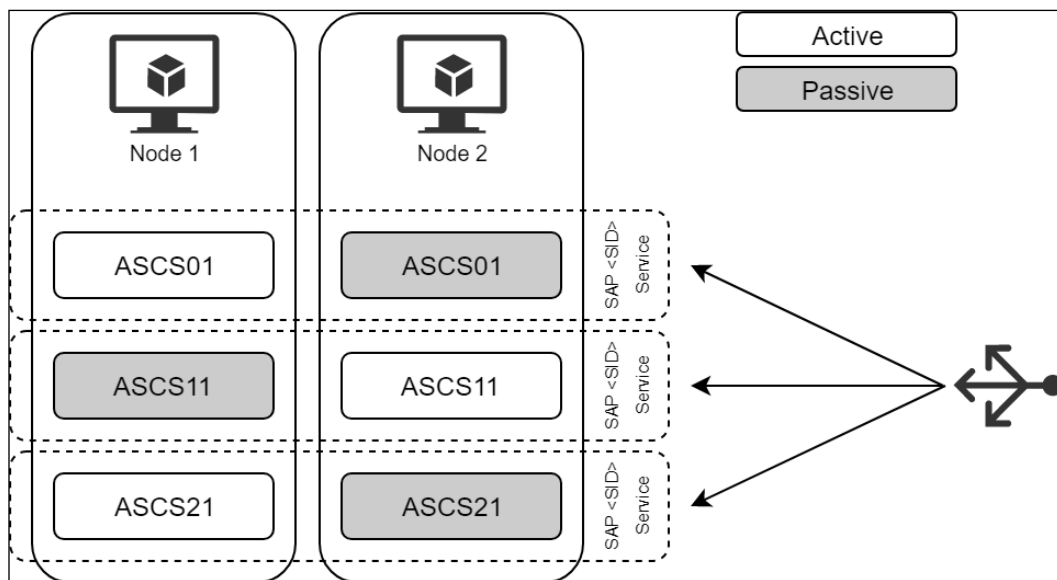 Active
Passive
Node 1
Node 2
ASCS01
ASCS01
SAP <SID>
Service
ASCS11
ASCS11
SAP <SID>
Service
ASCS21
ASCS21
SAP <SID>
Service